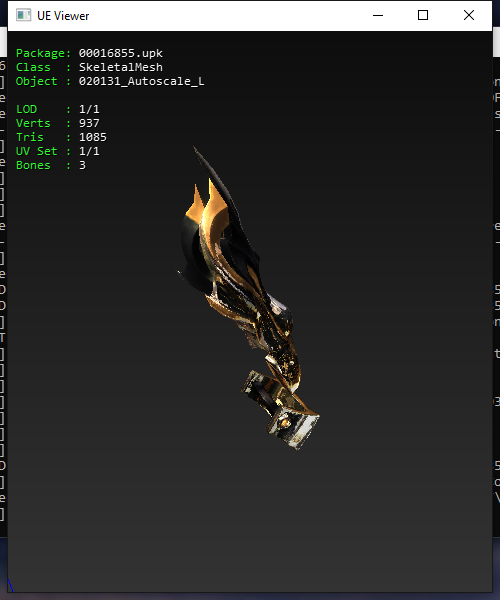 UE Viewer
Package: 00016855.upk
Class : SkeletalMesh
Object : 020131_Autoscale_L
LOD : 1/1
Verts : 937
Tris : 1085
UV Set : 1/1
Bones : 3